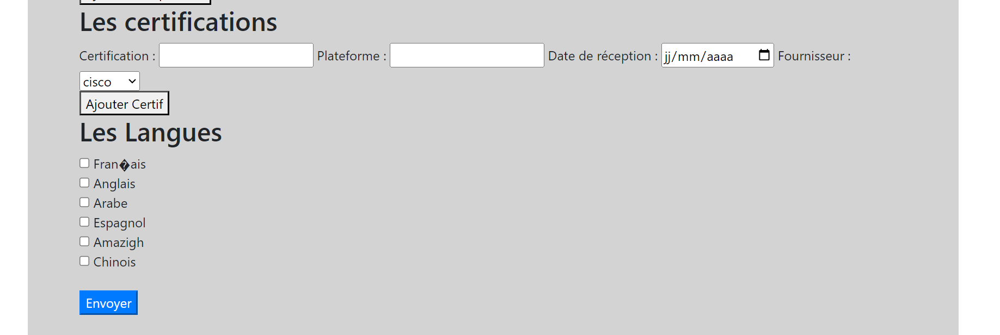 Les certifications
Certification : Plateforme : Date de réception : jj/mm/aaaa Fournisseur :
cisco
Ajouter Certif
Les Langues
Fran�ais
Anglais
Arabe
Espagnol
Amazigh
Chinois
Envoyer